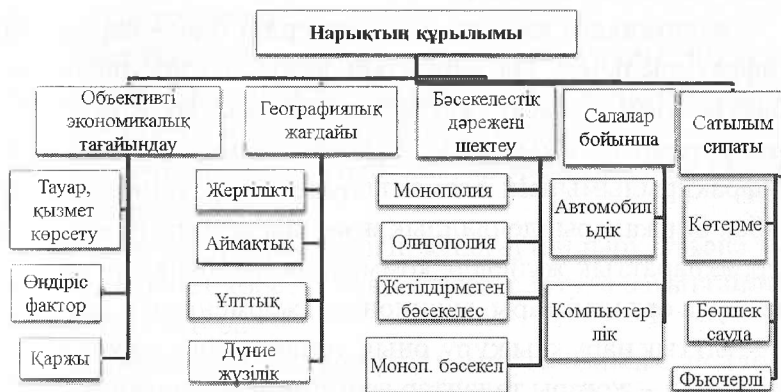 Нарықтың құрылымы
Объективті
экономикалық
тағайындау
Тауар,
қызмет
көрсету
Өндіріс
фактор
Қаржы
Географиялық
жағдайы
Жергілікті
Аймақтық
Ұлттық
Дүние
жүзілік
Бәсекелестік
дәрежені
шектеу
Монополия
Олигополия
Жетілдірмеген
бәсекелес
Моноп. бәсекел
Салалар
бойынша
Автомобил
ьдік
Компьютер-
лік
Сатылым
сипаты
Көтерме
Бөлшек
сауда
Фьючерлі